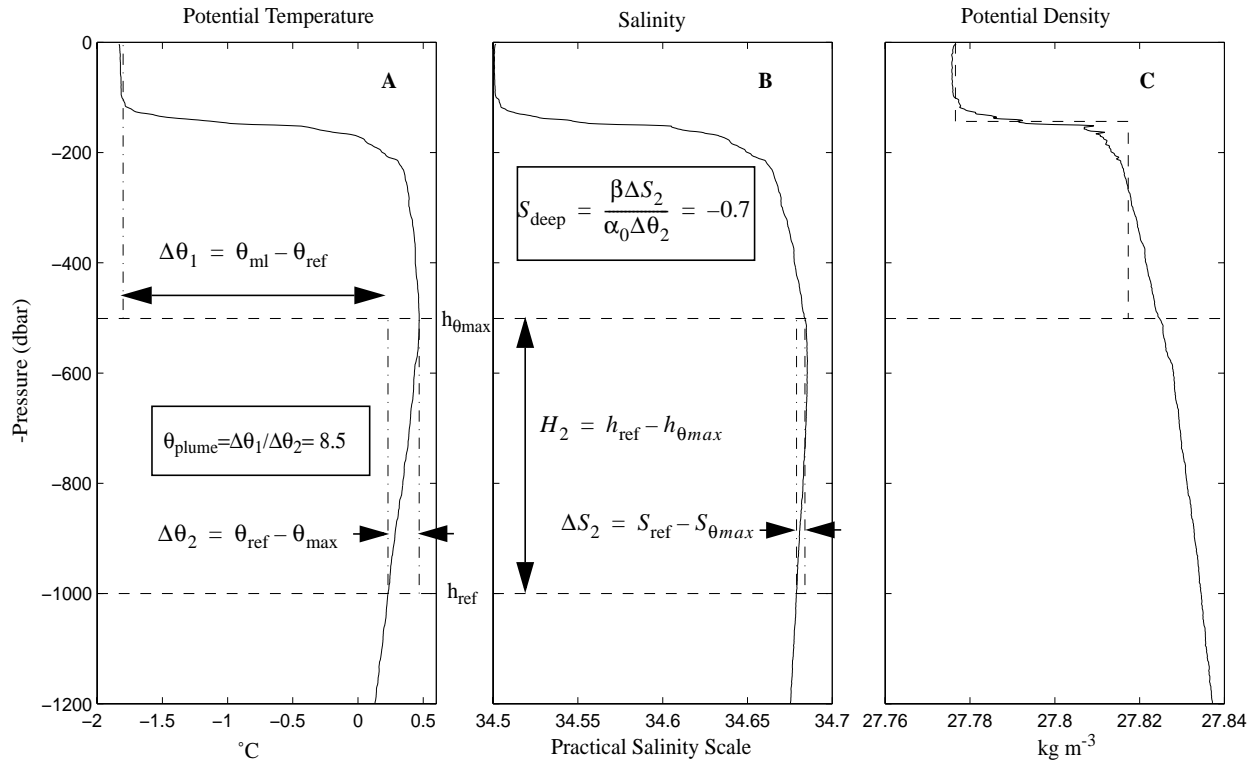 Potential Temperature
Salinity
Potential Density
A
B
C
0
−200
−400
−600
−800
−1000
−1200
-Pressure (dbar)
Δθ1 = θml − θref
hθmax
θplume=Δθ1/Δθ2= 8.5
Δθ2 = θref − θmax
href
Sdeep = βΔS2 / α0Δθ2 = −0.7
H2 = href − hθmax
ΔS2 = Sref − Sθmax
−2 −1.5 −1 −0.5 0 0.5
˚C
34.5 34.55 34.6 34.65 34.7
Practical Salinity Scale
27.76 27.78 27.8 27.82 27.84
kg m-3